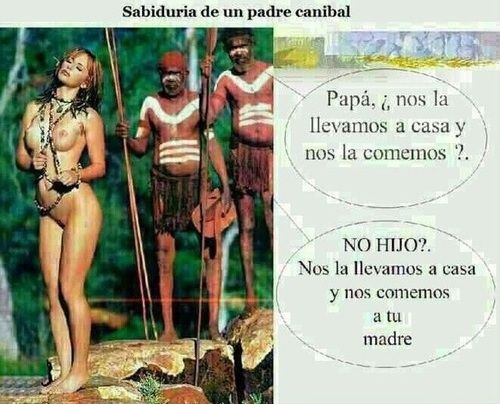 Sabiduria de un padre canibal
Papá, ¿, nos la
llevamos a casa y
nos la comemos ?.
NO HIJO?.
Nos la llevamos a casa
y nos comemos
a tu
madre